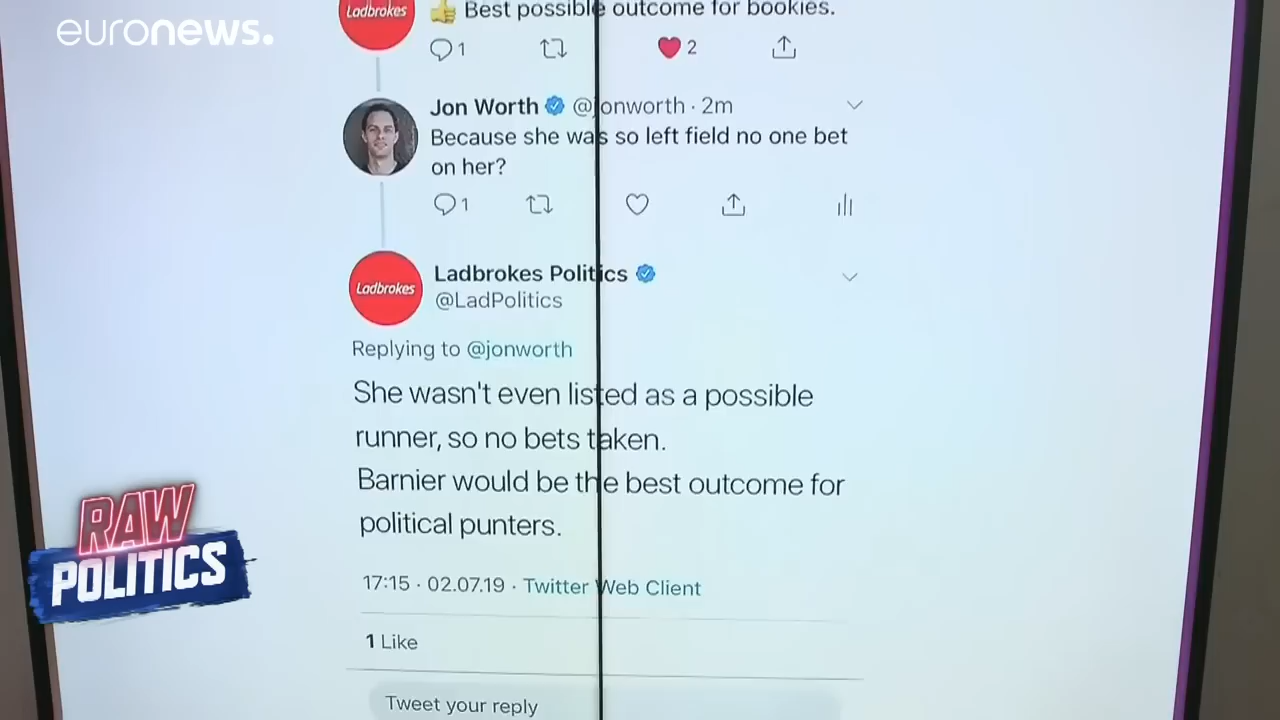 euronews.
Ladbrokes
👍 Best possible outcome for bookies.
1 2
Jon Worth @jonworth · 2m
Because she was so left field no one bet
on her?
1
Ladbrokes
Ladbrokes Politics
@LadPolitics
Replying to @jonworth
She wasn't even listed as a possible
runner, so no bets taken.
Barnier would be the best outcome for
political punters.
17:15 · 02.07.19 · Twitter Web Client
1 Like
Tweet your reply
RAW
POLITICS